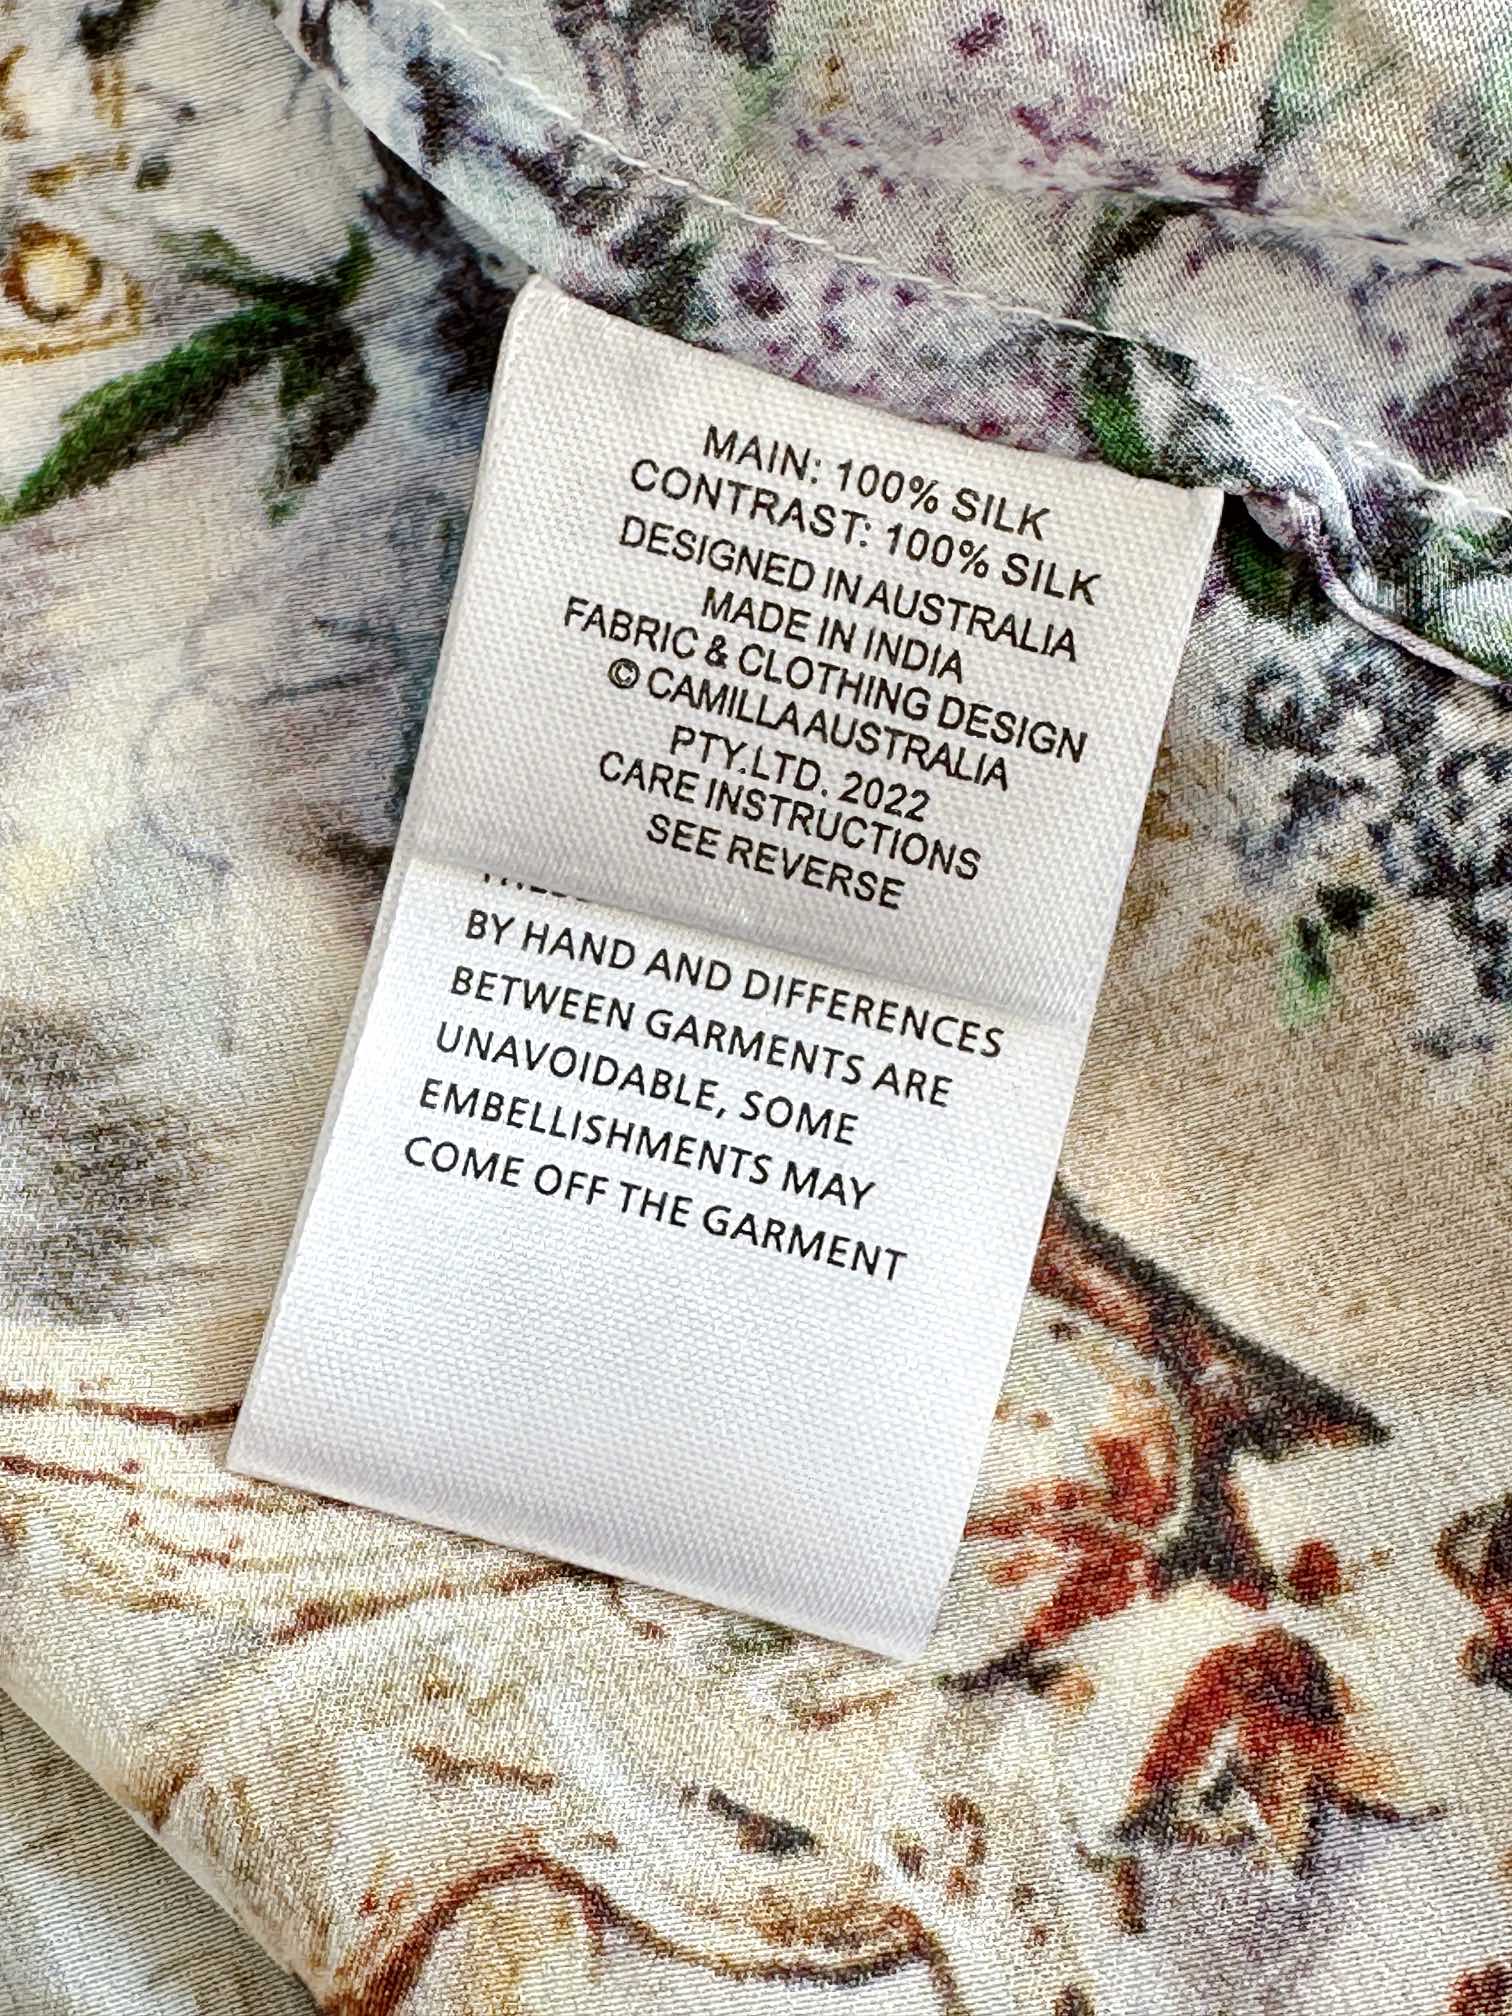 MAIN: 100% SILK
CONTRAST: 100% SILK
DESIGNED IN AUSTRALIA
MADE IN INDIA
FABRIC & CLOTHING DESIGN
© CAMILLA AUSTRALIA
PTY.LTD. 2022
CARE INSTRUCTIONS
SEE REVERSE
BY HAND AND DIFFERENCES
BETWEEN GARMENTS ARE
UNAVOIDABLE, SOME
EMBELLISHMENTS MAY
COME OFF THE GARMENT